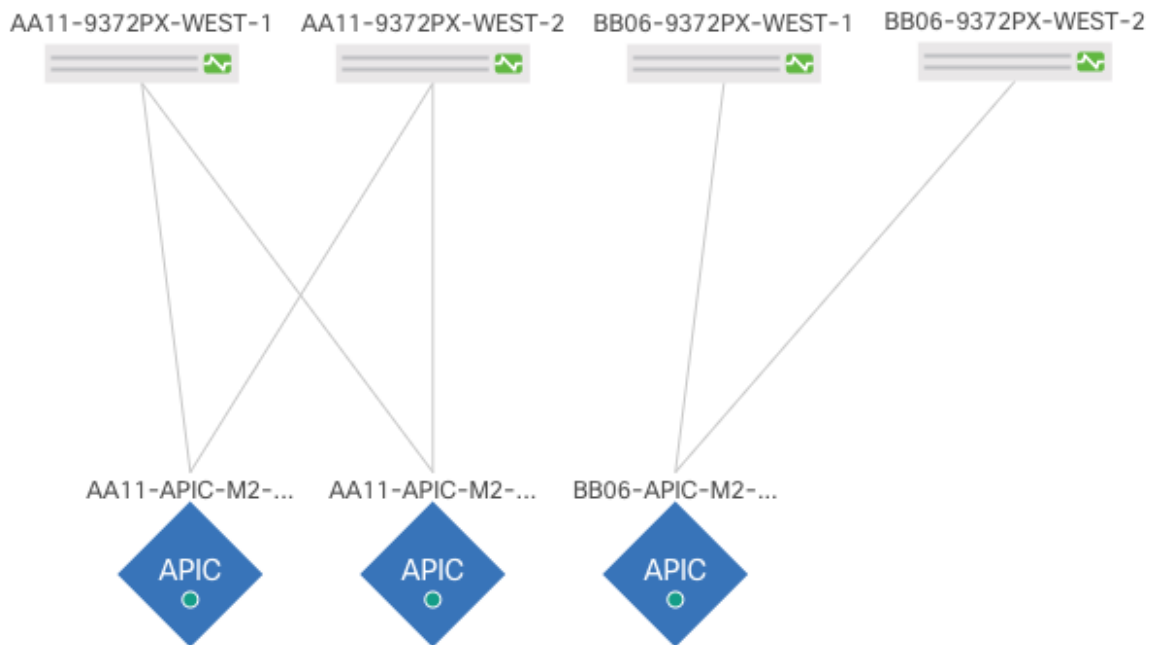 AA11-9372PX-WEST-1
AA11-9372PX-WEST-2
BB06-9372PX-WEST-1
BB06-9372PX-WEST-2
AA11-APIC-M2-...
AA11-APIC-M2-...
BB06-APIC-M2-...
APIC
APIC
APIC